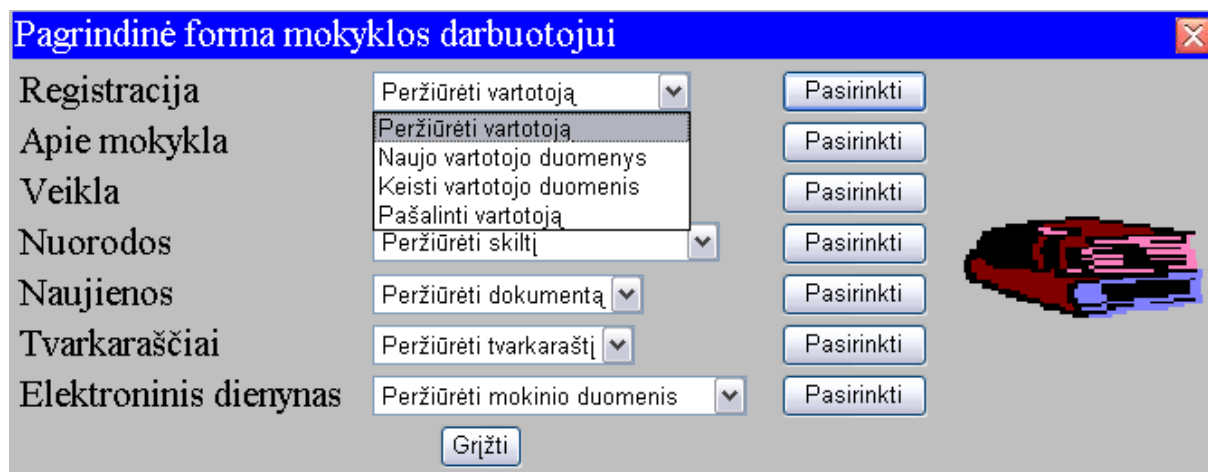 Pagrindinė forma mokyklos darbuotojui
Registracija Peržiūrėti vartotoją Pasirinkti
Peržiūrėti vartotoją
Apie mokykla Pasirinkti
Naujo vartotojo duomenys
Keisti vartotojo duomenis
Veikla Pasirinkti
Pašalinti vartotoją
Nuorodos Peržiūrėti skiltį Pasirinkti
Naujienos Peržiūrėti dokumentą Pasirinkti
Tvarkaraščiai Peržiūrėti tvarkaraštį Pasirinkti
Elektroninis dienynas Peržiūrėti mokinio duomenis Pasirinkti
Grįžti